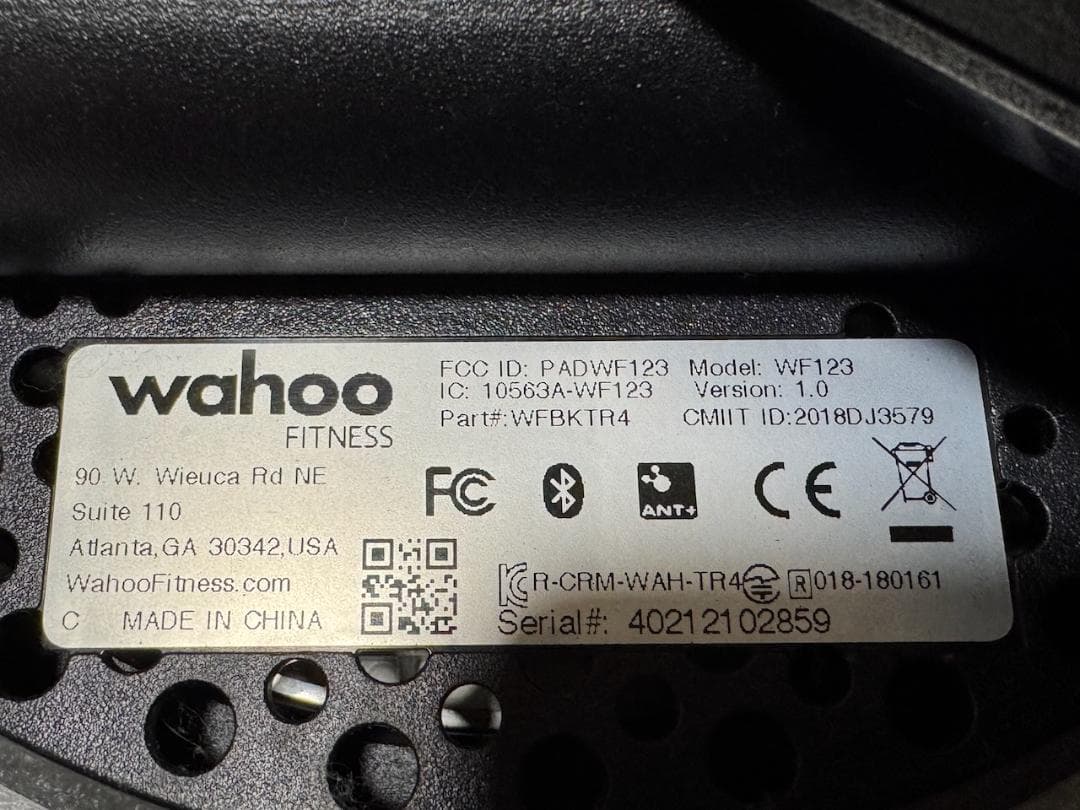 wahoo
FITNESS
FCC ID: PADWF123 Model: WF123
IC: 10563A-WF123 Version: 1.0
Part#:WFBKTR4 CMIIT ID:2018DJ3579
90 W. Wieuca Rd NE
Suite 110
Atlanta,GA 30342,USA
WahooFitness.com
C MADE IN CHINA
FC
ANT+
CE
R-CRM-WAH-TR4
R 018-180161
Serial#: 40212102859